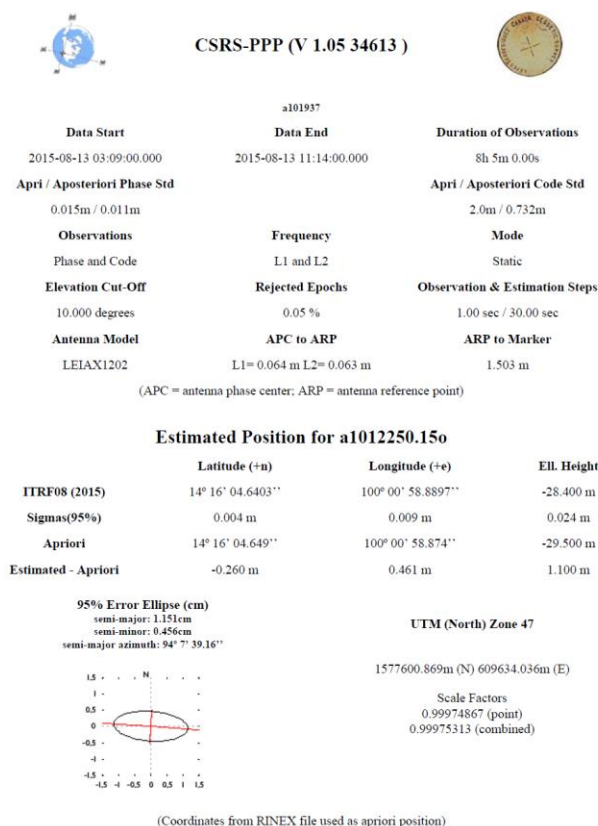 CSRS-PPP (V 1.05 34613 )
a101937
Data Start Data End Duration of Observations
2015-08-13 03:09:00.000 2015-08-13 11:14:00.000 8h 5m 0.00s
Apri / Aposteriori Phase Std Apri / Aposteriori Code Std
0.015m / 0.011m 2.0m / 0.732m
Observations Frequency Mode
Phase and Code L1 and L2 Static
Elevation Cut-Off Rejected Epochs Observation & Estimation Steps
10.000 degrees 0.05 % 1.00 sec / 30.00 sec
Antenna Model APC to ARP ARP to Marker
LEIAX1202 L1= 0.064 m L2= 0.063 m 1.503 m
(APC = antenna phase center; ARP = antenna reference point)
Estimated Position for a1012250.15o
Latitude (+n) Longitude (+e) Ell. Height
ITRF08 (2015) 14° 16' 04.6403'' 100° 00' 58.8897'' -28.400 m
Sigmas(95%) 0.004 m 0.009 m 0.024 m
Apriori 14° 16' 04.649'' 100° 00' 58.874'' -29.500 m
Estimated - Apriori -0.260 m 0.461 m 1.100 m
95% Error Ellipse (cm)
semi-major: 1.151cm
semi-minor: 0.456cm
semi-major azimuth: 94° 7' 39.16''
UTM (North) Zone 47
1577600.869m (N) 609634.036m (E)
Scale Factors
0.99974867 (point)
0.99975313 (combined)
N
1,5
1
0,5
0
-0,5
-1
-1,5
-1,5 -1 -0,5 0 0,5 1 1,5
(Coordinates from RINEX file used as apriori position)